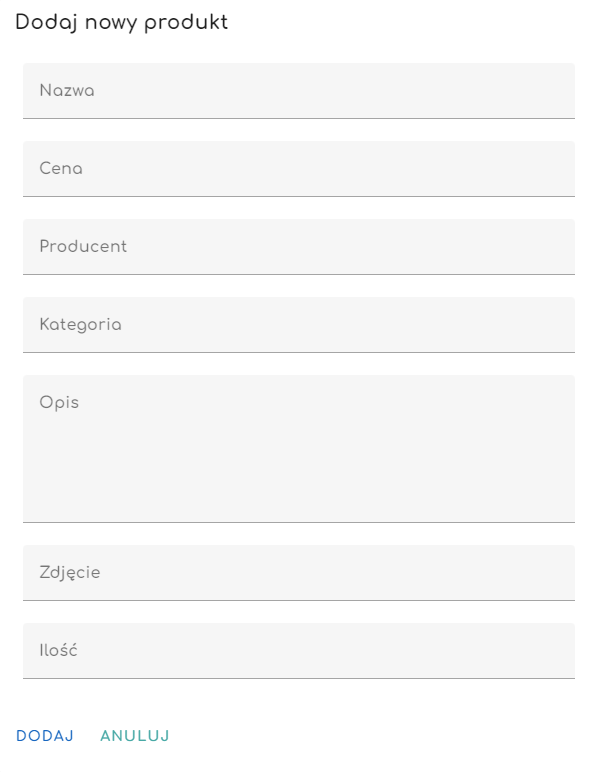 Dodaj nowy produkt
Nazwa
Cena
Producent
Kategoria
Opis
Zdjęcie
Ilość
DODAJ ANULUJ